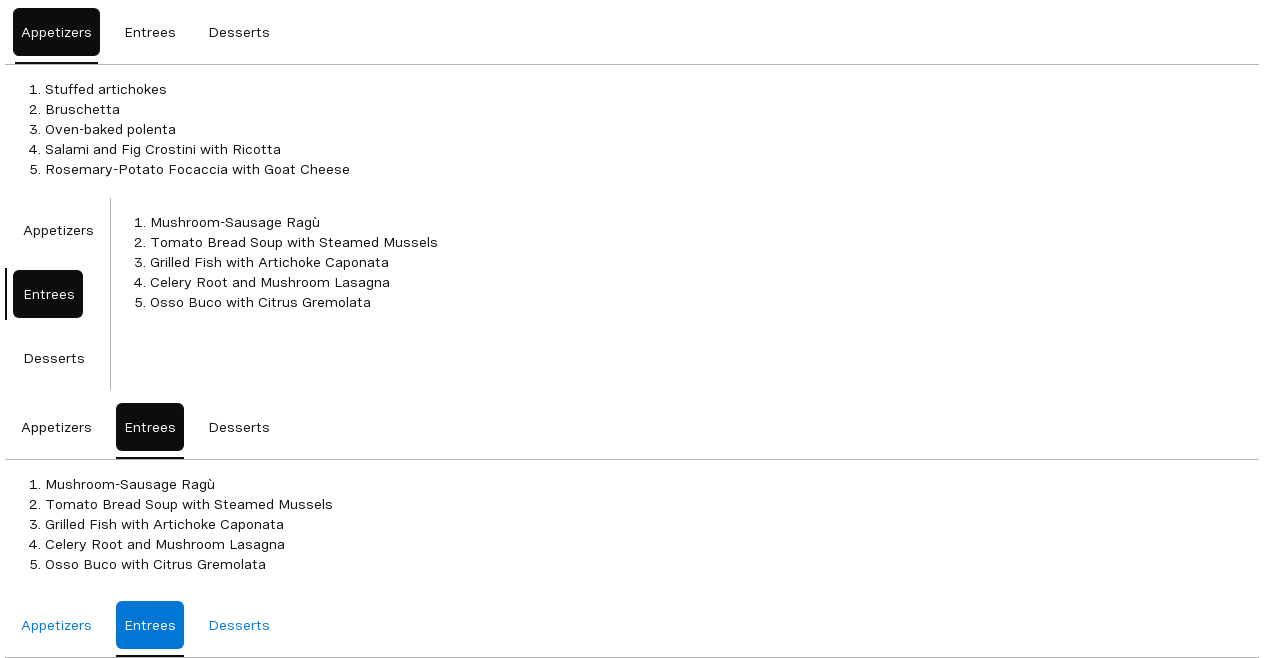 Appetizers Entrees Desserts
1. Stuffed artichokes
2. Bruschetta
3. Oven-baked polenta
4. Salami and Fig Crostini with Ricotta
5. Rosemary-Potato Focaccia with Goat Cheese
Appetizers
Entrees
Desserts
1. Mushroom-Sausage Ragù
2. Tomato Bread Soup with Steamed Mussels
3. Grilled Fish with Artichoke Caponata
4. Celery Root and Mushroom Lasagna
5. Osso Buco with Citrus Gremolata
Appetizers Entrees Desserts
1. Mushroom-Sausage Ragù
2. Tomato Bread Soup with Steamed Mussels
3. Grilled Fish with Artichoke Caponata
4. Celery Root and Mushroom Lasagna
5. Osso Buco with Citrus Gremolata
Appetizers Entrees Desserts